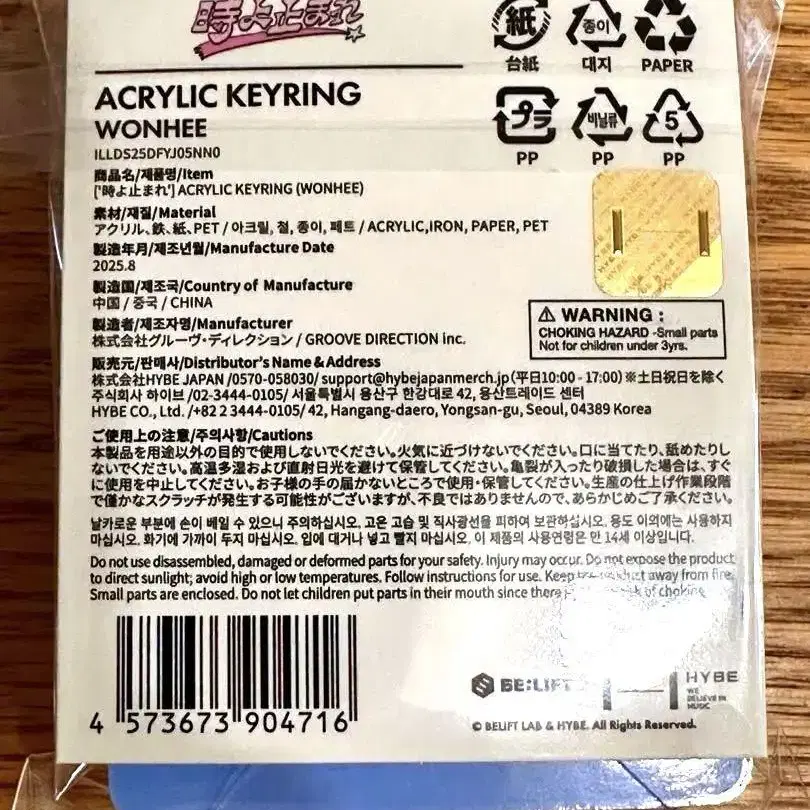 時よ止まれ
紙 종이
台紙 대지 PAPER
プラ 비닐류 5
PP PP PP
ACRYLIC KEYRING
WONHEE
ILLDS25DFYJ05NN0
商品名/제품명/Item
['時よ止まれ'] ACRYLIC KEYRING (WONHEE)
素材/재질/Material
アクリル、鉄、紙、PET / 아크릴, 철, 종이, 페트 / ACRYLIC,IRON, PAPER, PET
製造年月/제조년월/Manufacture Date
2025.8
製造国/제조국/Country of Manufacture
中国 / 중국 / CHINA
製造者/제조자명/Manufacturer
株式会社グルーヴ・ディレクション / GROOVE DIRECTION inc.
⚠ WARNING :
CHOKING HAZARD -Small parts
Not for children under 3yrs.
販売元/판매사/Distributor's Name & Address
株式会社HYBE JAPAN /0570-058030/ support@hybejapanmerch.jp (平日10:00 - 17:00) ※土日祝日を除く
주식회사 하이브 /02-3444-0105/ 서울특별시 용산구 한강대로 42, 용산트레이드 센터
HYBE CO., Ltd. /+82 2 3444-0105/ 42, Hangang-daero, Yongsan-gu, Seoul, 04389 Korea
ご使用上の注意/주의사항/Cautions
本製品を用途以外の目的で使用しないでください。火気に近づけないでください。口に当てたり、舐めたりし
ないでください。高温多湿および直射日光を避けて保管してください。亀裂が入ったり破損した場合は、すぐ
に使用を中止してください。お子様の手の届かないところで使用・保管してください。生産の仕上げ作業段階
で僅かなスクラッチが発生する可能性がございますが、不良ではありませんので、あらかじめご了承ください。
날카로운 부분에 손이 베일 수 있으니 주의하십시오. 고온 고습 및 직사광선을 피하여 보관하십시오. 용도 이외에는 사용하지
마십시오. 화기에 가까이 두지 마십시오. 입에 대거나 넣고 빨지 마십시오. 이 제품의 사용연령은 만 14세 이상입니다.
Do not use disassembled, damaged or deformed parts for your safety. Injury may occur. Do not expose the product
to direct sunlight; avoid high or low temperatures. Follow instructions for use. Keep the product away from fire.
Small parts are enclosed. Do not let children put parts in their mouth since there of choking
4 573673 904716
BE:LIFT
HYBE
WE
BELIEVE IN
MUSIC
© BELIFT LAB & HYBE. All Rights Reserved.